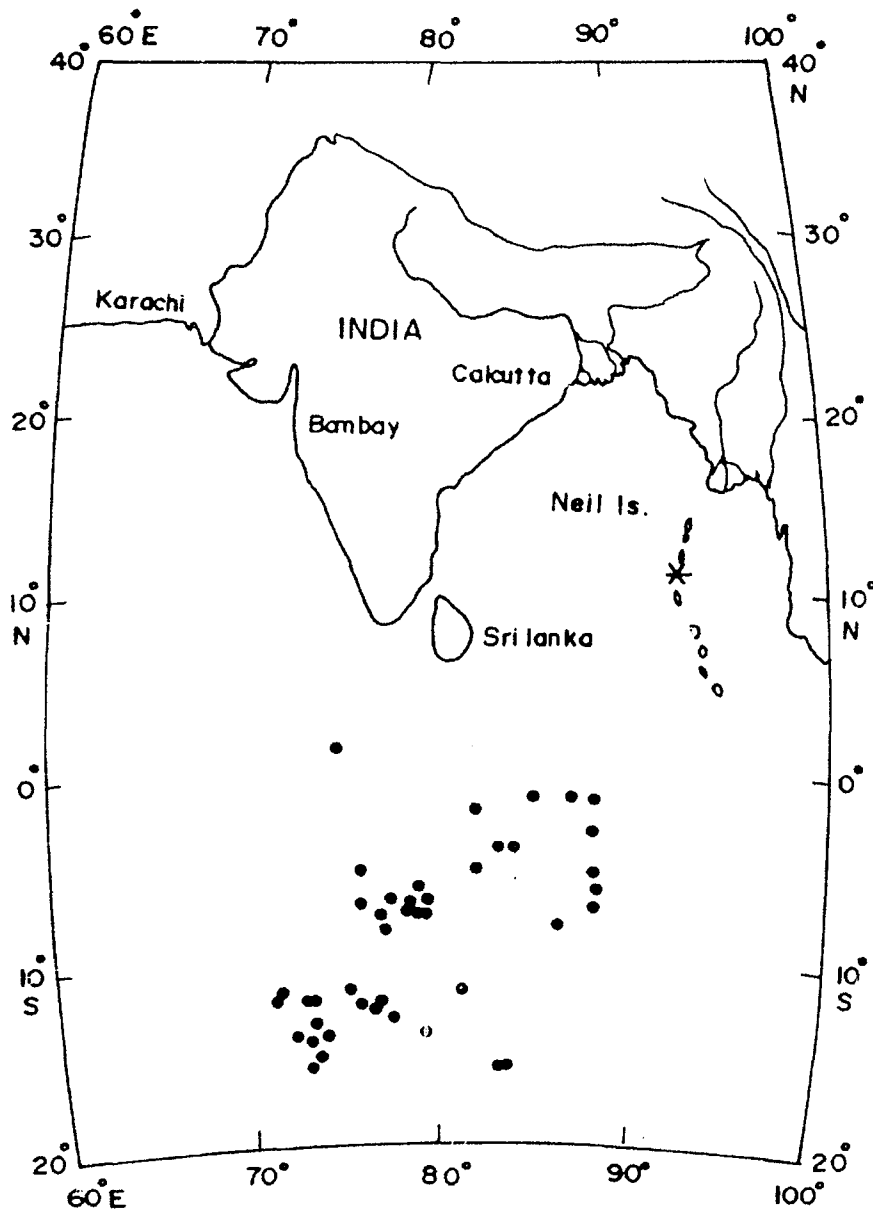 60°E 70° 80° 90° 100°
40° 40°
N
30° 30°
Karachi
INDIA
Calcutta
20° 20°
Bambay
Neil Is.
10° 10°
N N
Sri lanka
0° 0°
10° 10°
S S
20° 20°
S S
60°E 70° 80° 90° 100°